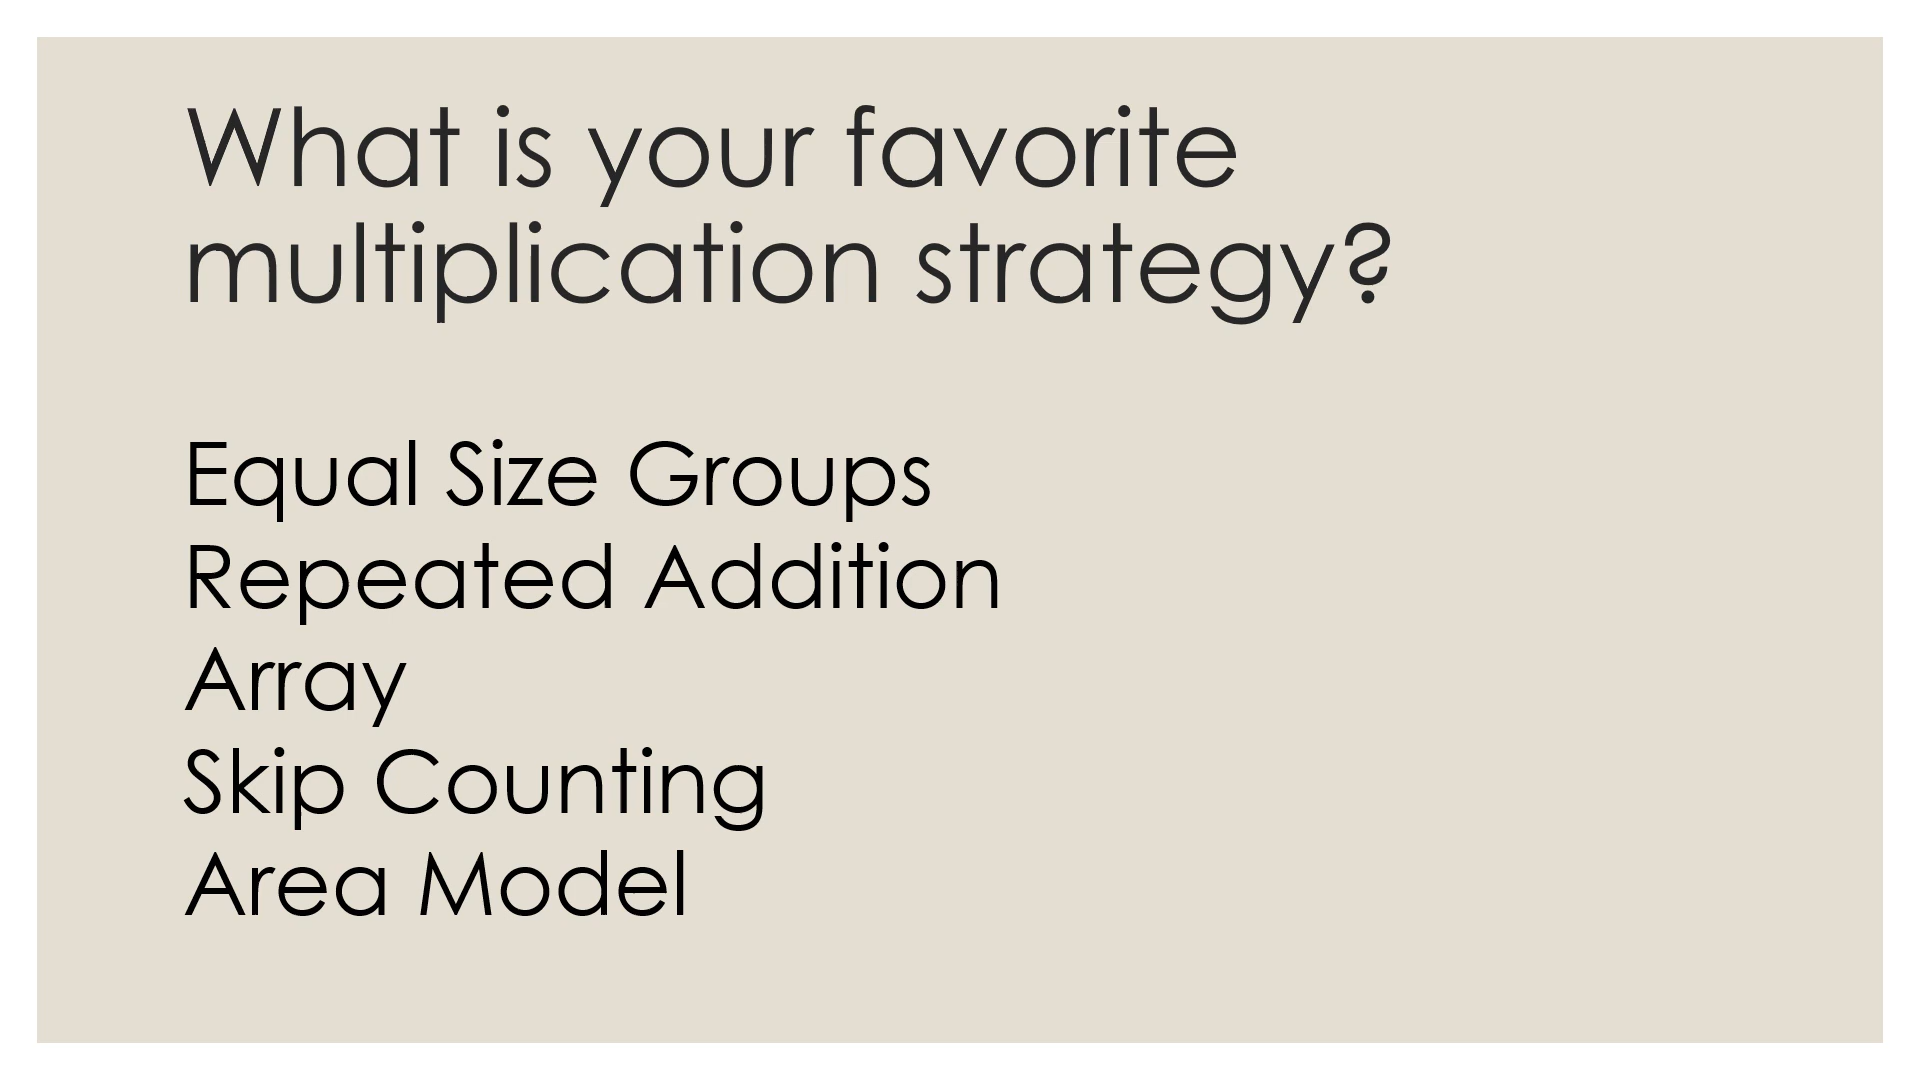 What is your favorite
multiplication strategy?
Equal Size Groups
Repeated Addition
Array
Skip Counting
Area Model